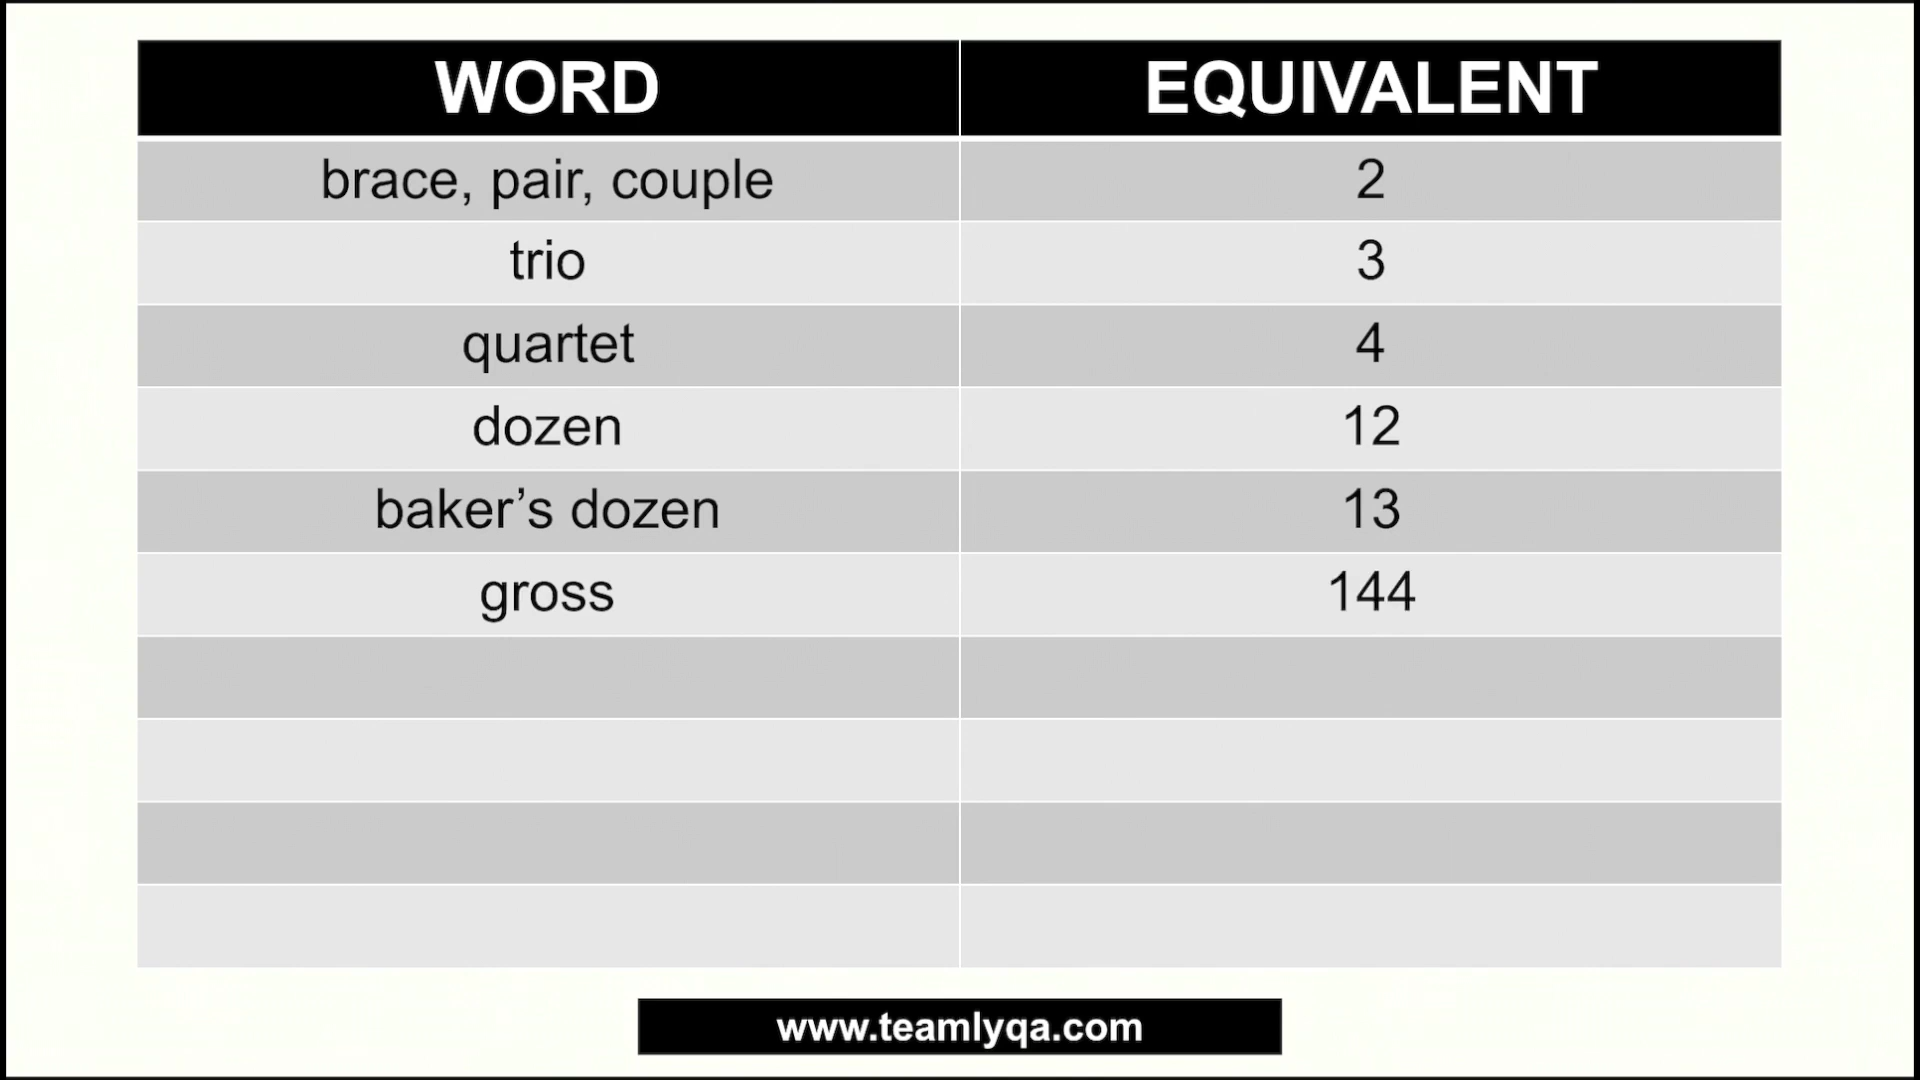 WORD EQUIVALENT
brace, pair, couple 2
trio 3
quartet 4
dozen 12
baker’s dozen 13
gross 144
www.teamlyqa.com